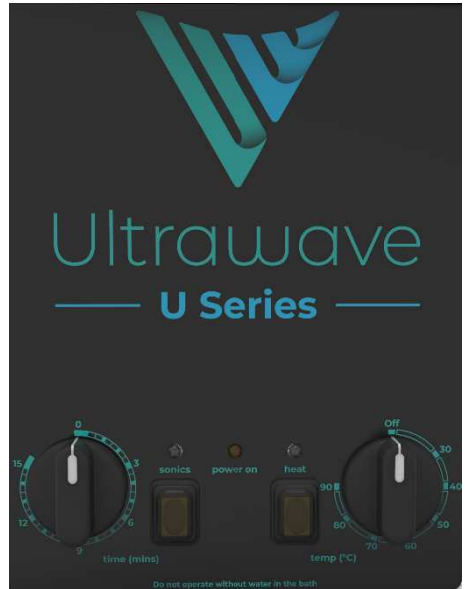 Ultrawave
U Series
0
3
6
9
12
15
time (mins)
sonics
power on
heat
Off
30
40
50
60
70
80
90
temp (°C)
Do not operate without water in the bath